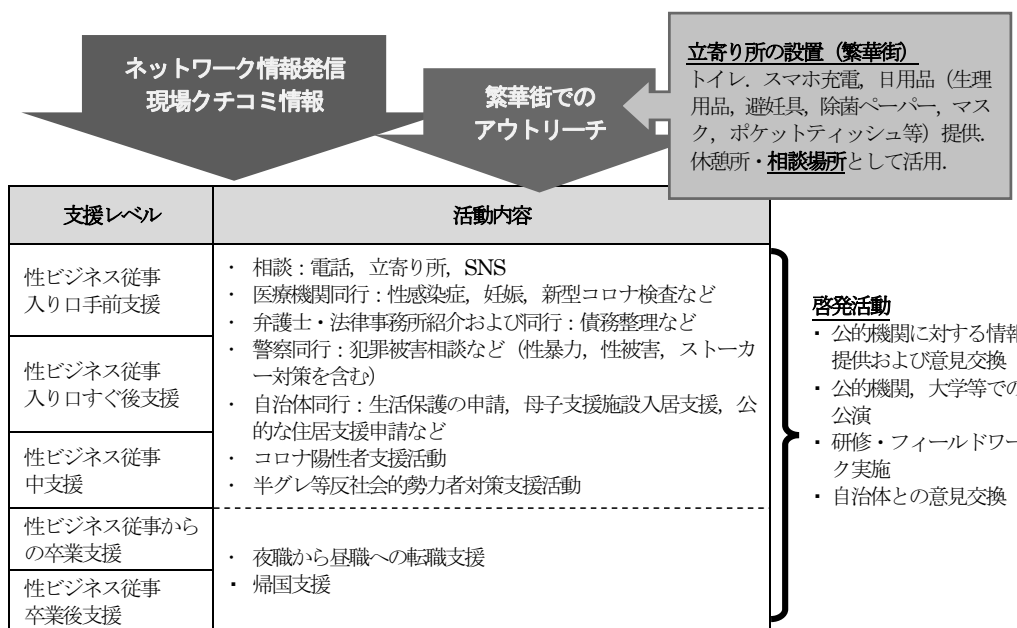 ネットワーク情報発信
現場クチコミ情報
繁華街での
アウトリーチ
立寄り所の設置（繁華街）
トイレ．スマホ充電，日用品（生理
用品，避妊具，除菌ペーパー，マス
ク，ポケットティッシュ等）提供．
休憩所・相談場所として活用．
支援レベル
活動内容
性ビジネス従事
入り口手前支援
性ビジネス従事
入り口すぐ後支援
性ビジネス従事
中支援
性ビジネス従事から
の卒業支援
性ビジネス従事
卒業後支援
・ 相談：電話，立寄り所，SNS
・ 医療機関同行：性感染症，妊娠，新型コロナ検査など
・ 弁護士・法律事務所紹介および同行：債務整理など
・ 警察同行：犯罪被害相談など（性暴力，性被害，ストーカ
ー対策を含む）
・ 自治体同行：生活保護の申請，母子支援施設入居支援，公
的な住居支援申請など
・ コロナ陽性者支援活動
・ 半グレ等反社会的勢力者対策支援活動
・ 夜職から昼職への転職支援
・ 帰国支援
啓発活動
・ 公的機関に対する情報
提供および意見交換
・ 公的機関，大学等での
公演
・ 研修・フィールドワー
ク実施
・ 自治体との意見交換